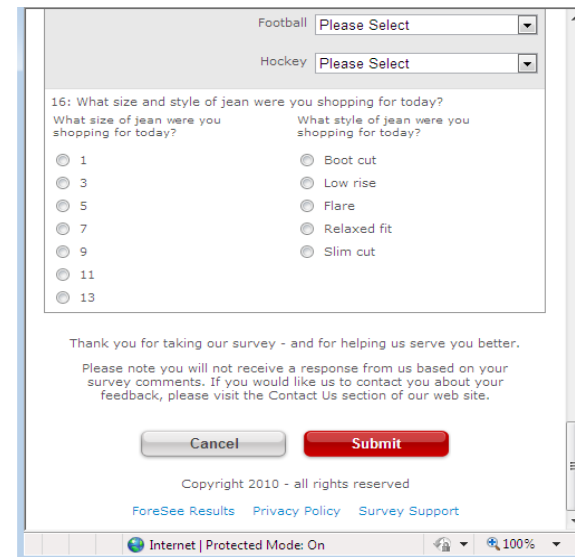 Football Please Select
Hockey Please Select
16: What size and style of jean were you shopping for today?
What size of jean were you
shopping for today?
What style of jean were you
shopping for today?
1
3
5
7
9
11
13
Boot cut
Low rise
Flare
Relaxed fit
Slim cut
Thank you for taking our survey - and for helping us serve you better.
Please note you will not receive a response from us based on your
survey comments. If you would like us to contact you about your
feedback, please visit the Contact Us section of our web site.
Cancel Submit
Copyright 2010 - all rights reserved
ForeSee Results Privacy Policy Survey Support
Internet | Protected Mode: On 100%